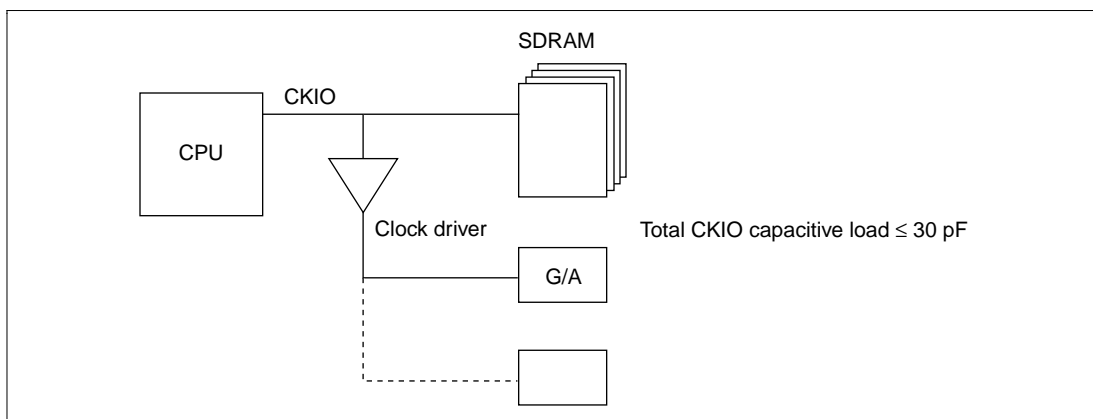 SDRAM
CKIO
CPU
Clock driver
Total CKIO capacitive load ≤ 30 pF
G/A